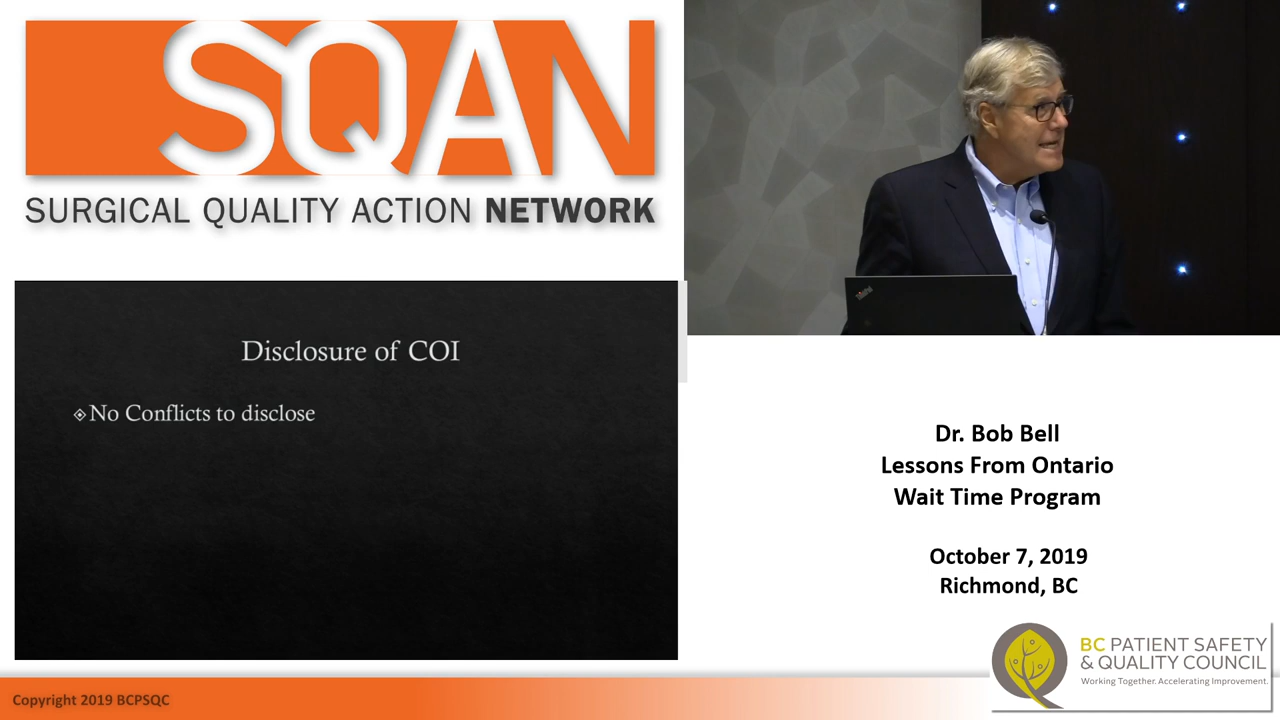 SQAN
SURGICAL QUALITY ACTION NETWORK
Disclosure of COI
No Conflicts to disclose
ThinkPad
Dr. Bob Bell
Lessons From Ontario
Wait Time Program
October 7, 2019
Richmond, BC
BC PATIENT SAFETY
& QUALITY COUNCIL
Working Together. Accelerating Improvement.
Copyright 2019 BCPSQC